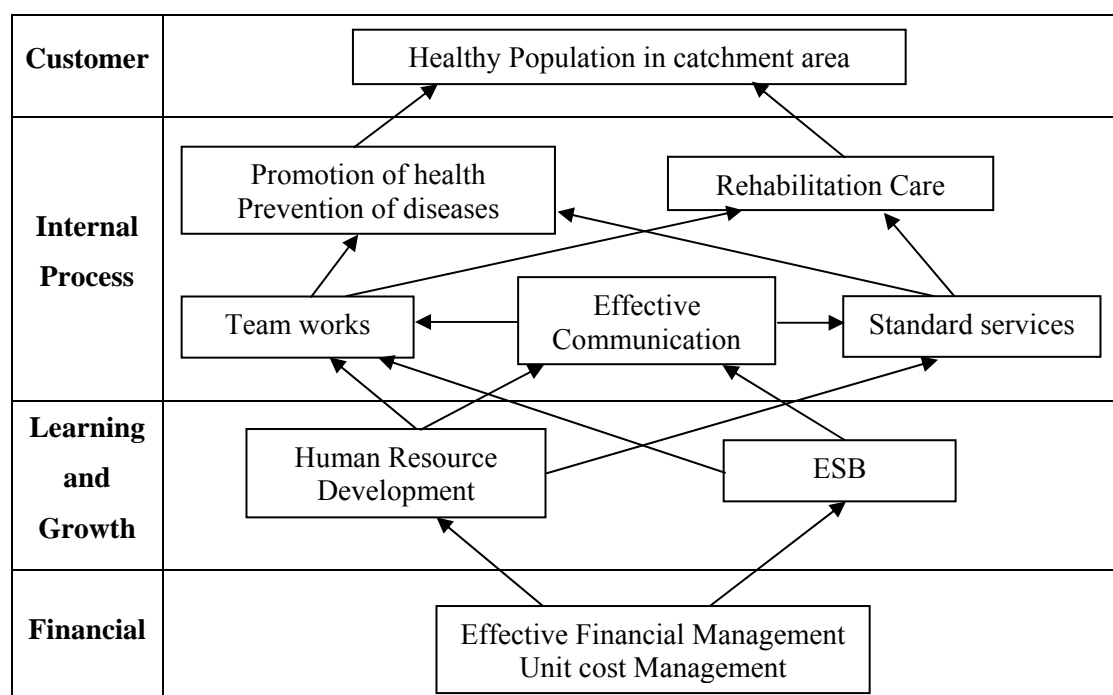 Customer
Healthy Population in catchment area
Internal
Process
Promotion of health
Prevention of diseases
Rehabilitation Care
Team works
Effective
Communication
Standard services
Learning
and
Growth
Human Resource
Development
ESB
Financial
Effective Financial Management
Unit cost Management